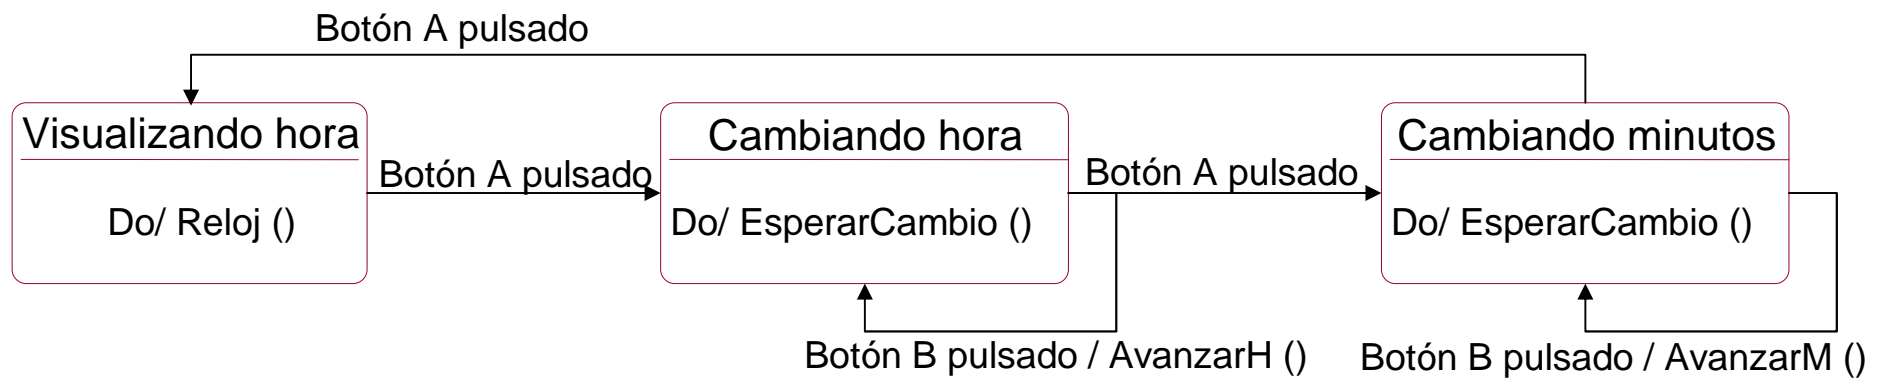 Botón A pulsado
Visualizando hora
Do/ Reloj ()
Botón A pulsado
Cambiando hora
Do/ EsperarCambio ()
Botón A pulsado
Cambiando minutos
Do/ EsperarCambio ()
Botón B pulsado / AvanzarH ()
Botón B pulsado / AvanzarM ()